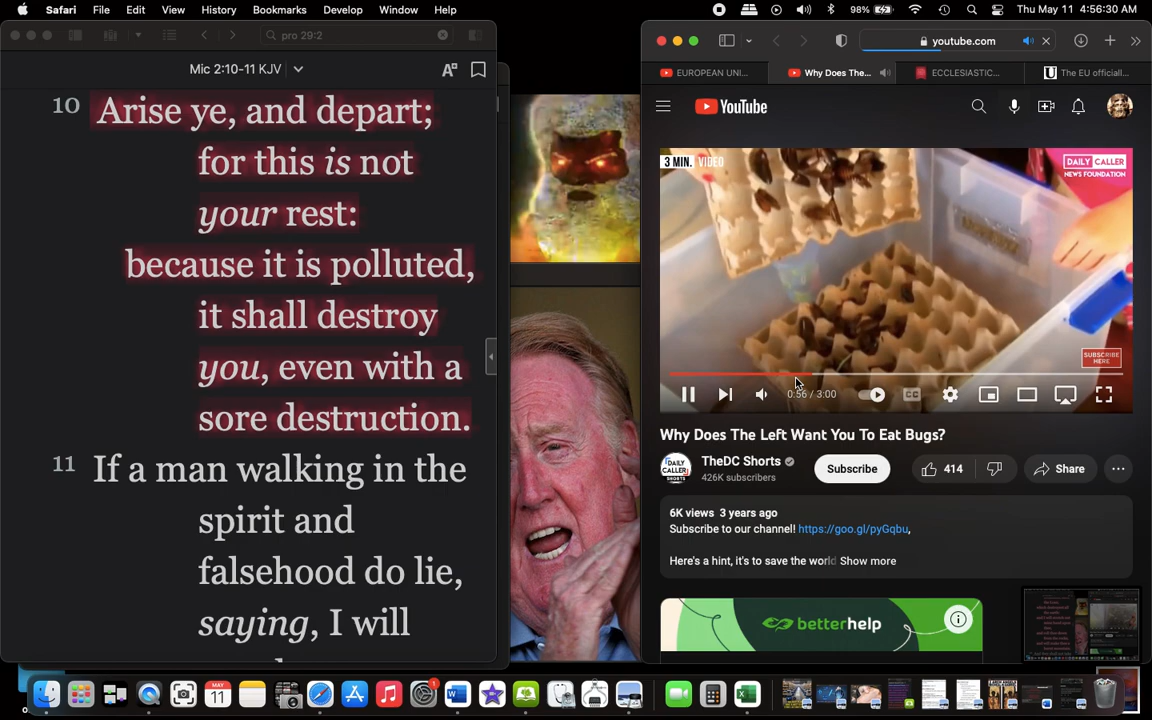 Safari File Edit View History Bookmarks Develop Window Help
98% Thu May 11 4:56:30 AM
pro 29:2
Mic 2:10-11 KJV
10 Arise ye, and depart;
for this is not
your rest:
because it is polluted,
it shall destroy
you, even with a
sore destruction.
11 If a man walking in the
spirit and
falsehood do lie,
saying, I will
youtube.com
EUROPEAN UNI...
Why Does The...
ECCLESIASTIC...
The EU officiall...
YouTube
3 MIN. VIDEO
DAILY CALLER
NEWS FOUNDATION
SUBSCRIBE
HERE
0:56 / 3:00
CC
Why Does The Left Want You To Eat Bugs?
DAILY CALLER SHORTS
TheDC Shorts
426K subscribers
Subscribe
414
Share
6K views 3 years ago
Subscribe to our channel! https://goo.gl/pyGqbu,
Here's a hint, it's to save the world Show more
betterhelp
MAY
11
1